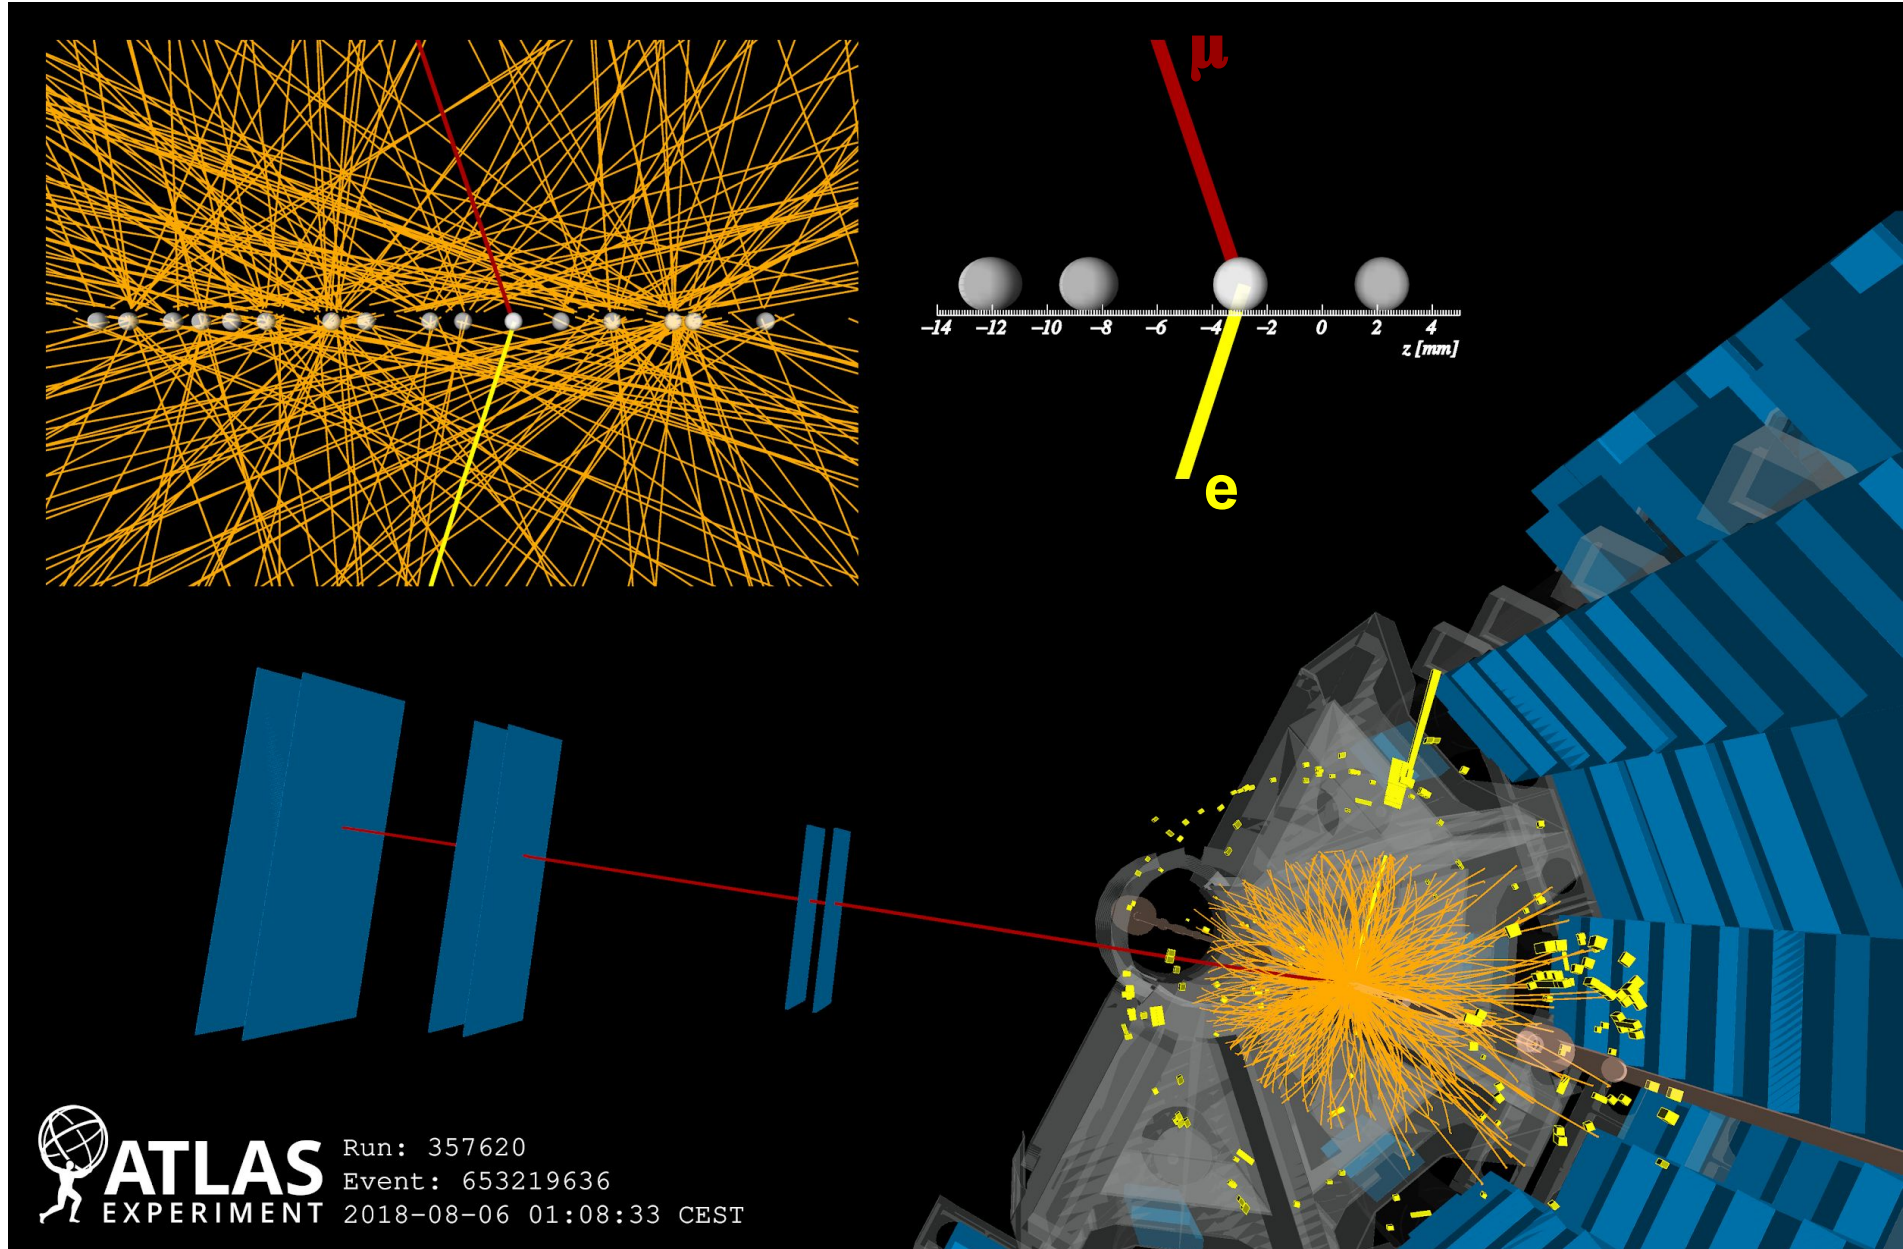 μ
−14 −12 −10 −8 −6 −4 −2 0 2 4
z [mm]
e
ATLAS
EXPERIMENT
Run: 357620
Event: 653219636
2018-08-06 01:08:33 CEST